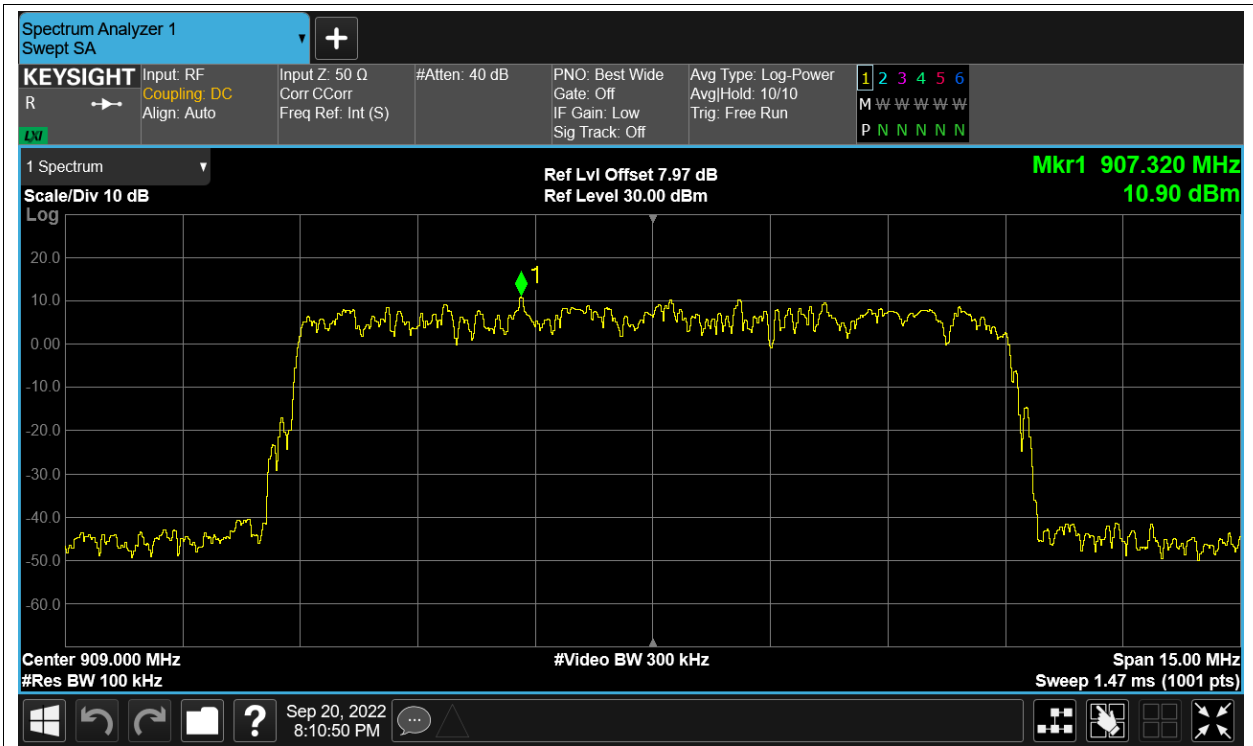 Spectrum Analyzer 1
Swept SA
KEYSIGHT
R
LXI
Input: RF
Coupling: DC
Align: Auto
Input Z: 50 Ω
Corr CCorr
Freq Ref: Int (S)
#Atten: 40 dB
PNO: Best Wide
Gate: Off
IF Gain: Low
Sig Track: Off
Avg Type: Log-Power
Avg|Hold: 10/10
Trig: Free Run
1 2 3 4 5 6
M W W W W W
P N N N N N
1 Spectrum
Scale/Div 10 dB
Log
Ref Lvl Offset 7.97 dB
Ref Level 30.00 dBm
Mkr1 907.320 MHz
10.90 dBm
20.0
1
10.0
0.00
-10.0
-20.0
-30.0
-40.0
-50.0
-60.0
Center 909.000 MHz
#Video BW 300 kHz
Span 15.00 MHz
#Res BW 100 kHz
Sweep 1.47 ms (1001 pts)
?
Sep 20, 2022
8:10:50 PM